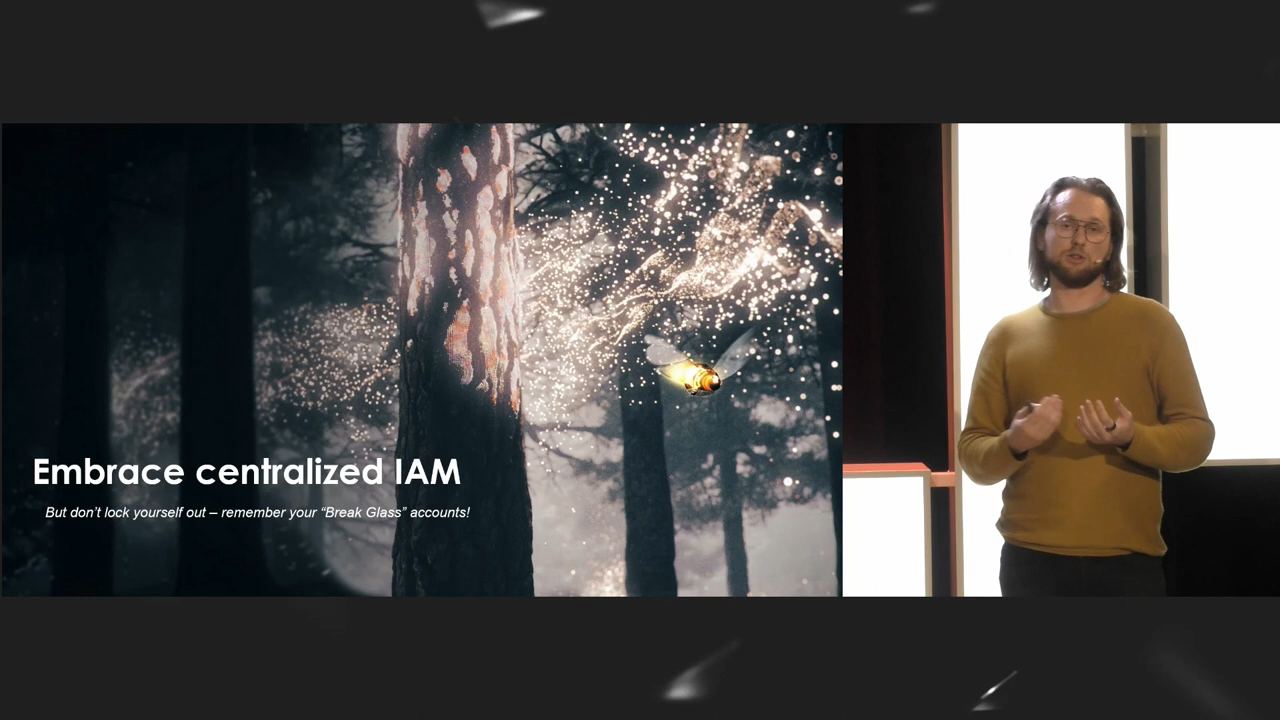 Embrace centralized IAM
But don’t lock yourself out – remember your “Break Glass” accounts!